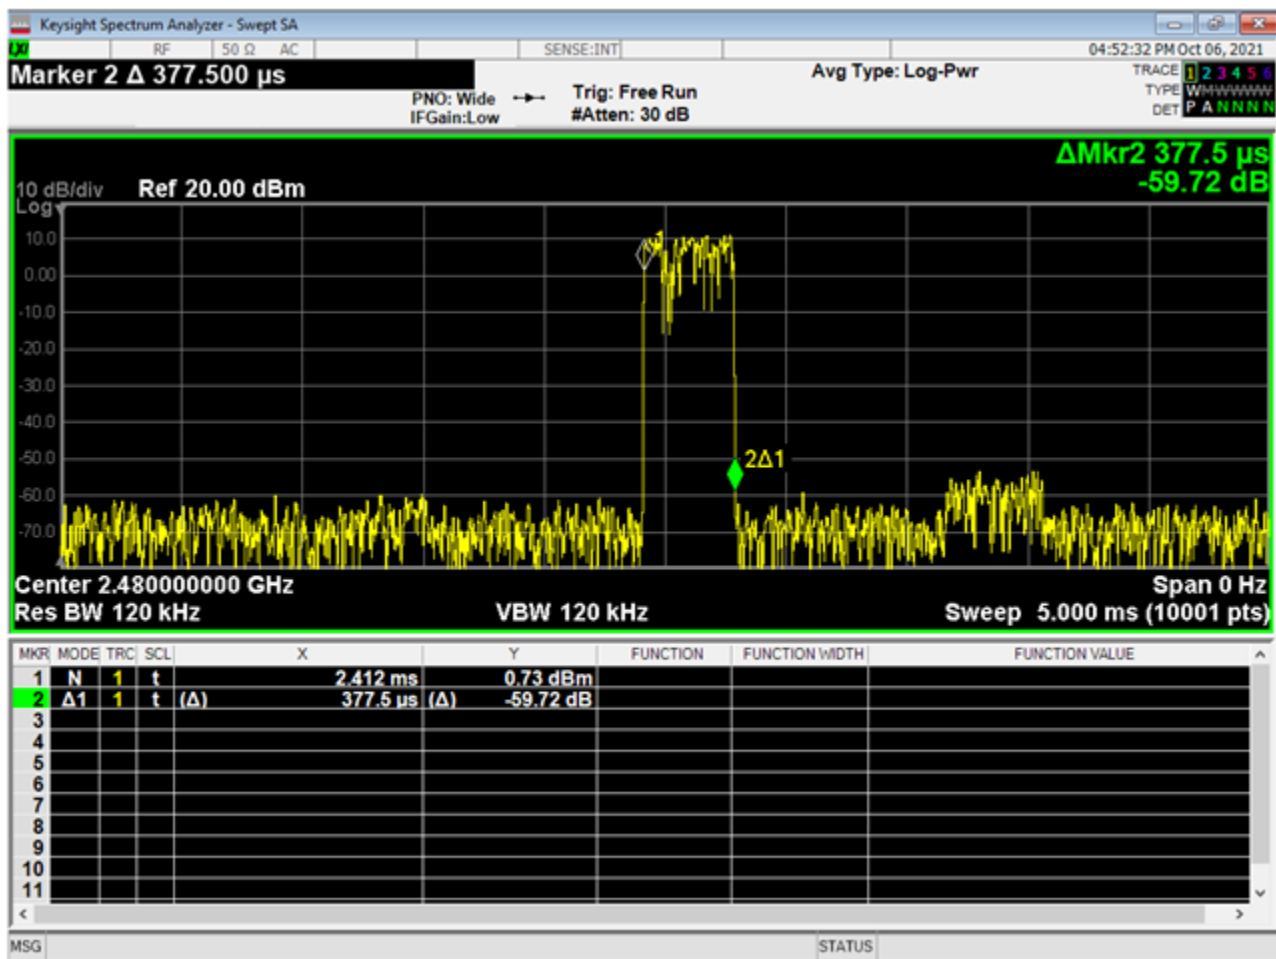 Keysight Spectrum Analyzer - Swept SA
LXI RF 50 Ω AC SENSE:INT 04:52:32 PM Oct 06, 2021
Marker 2 Δ 377.500 µs
Avg Type: Log-Pwr
TRACE 1 2 3 4 5 6
PNO: Wide Trig: Free Run
TYPE W M W W W W
IFGain:Low #Atten: 30 dB
DET P A N N N N
ΔMkr2 377.5 µs
-59.72 dB
10 dB/div Ref 20.00 dBm
Log
10.0
0.00
-10.0
-20.0
-30.0
-40.0
-50.0
2Δ1
-60.0
-70.0
Center 2.480000000 GHz Span 0 Hz
Res BW 120 kHz VBW 120 kHz Sweep 5.000 ms (10001 pts)
MKR MODE TRC SCL X Y FUNCTION FUNCTION WIDTH FUNCTION VALUE
1 N 1 t 2.412 ms 0.73 dBm
2 Δ1 1 t (Δ) 377.5 µs (Δ) -59.72 dB
3
4
5
6
7
8
9
10
11
MSG STATUS